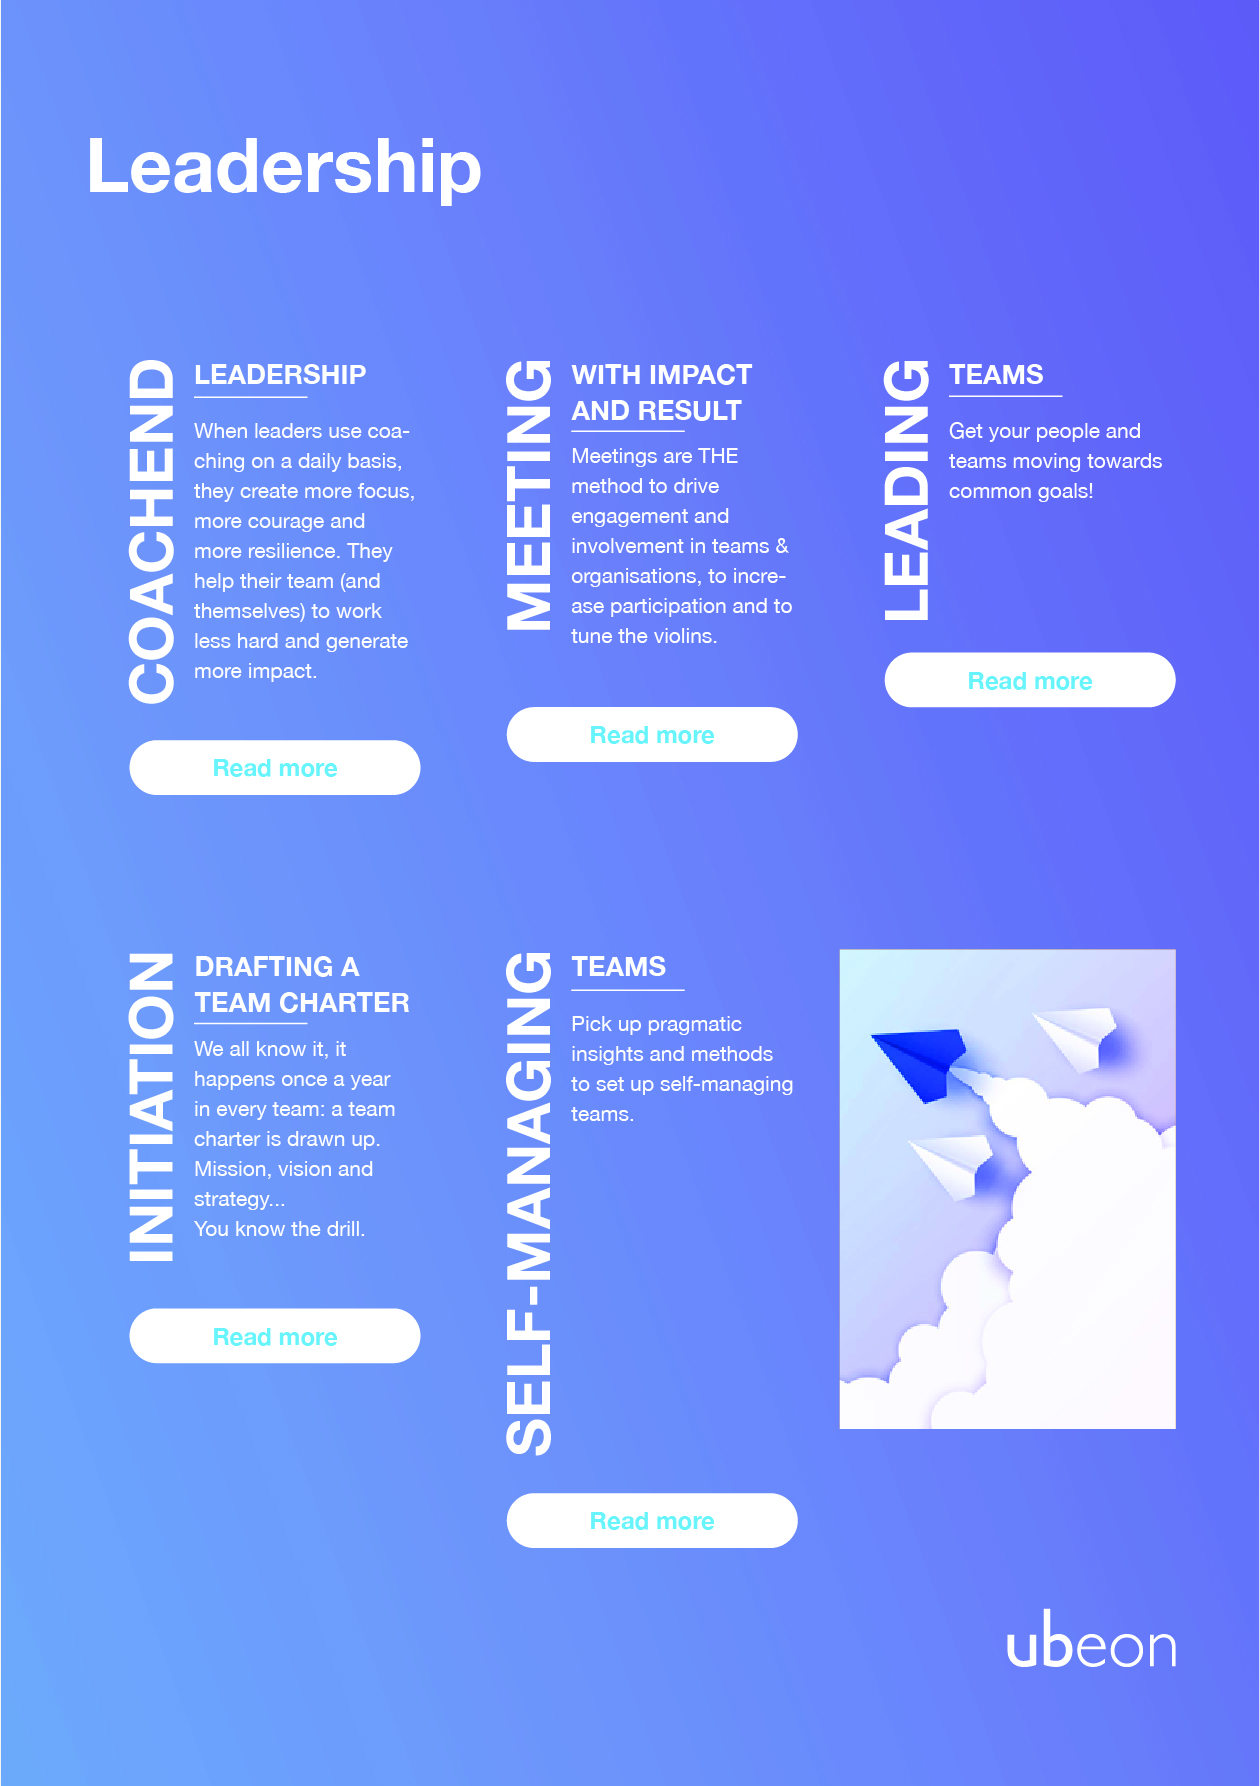 Leadership
COACHEND
LEADERSHIP
When leaders use coa-
ching on a daily basis,
they create more focus,
more courage and
more resilience. They
help their team (and
themselves) to work
less hard and generate
more impact.
Read more
MEETING
WITH IMPACT
AND RESULT
Meetings are THE
method to drive
engagement and
involvement in teams &
organisations, to incre-
ase participation and to
tune the violins.
Read more
LEADING
TEAMS
Get your people and
teams moving towards
common goals!
Read more
INITIATION
DRAFTING A
TEAM CHARTER
We all know it, it
happens once a year
in every team: a team
charter is drawn up.
Mission, vision and
strategy...
You know the drill.
Read more
SELF-MANAGING
TEAMS
Pick up pragmatic
insights and methods
to set up self-managing
teams.
Read more
ubeon